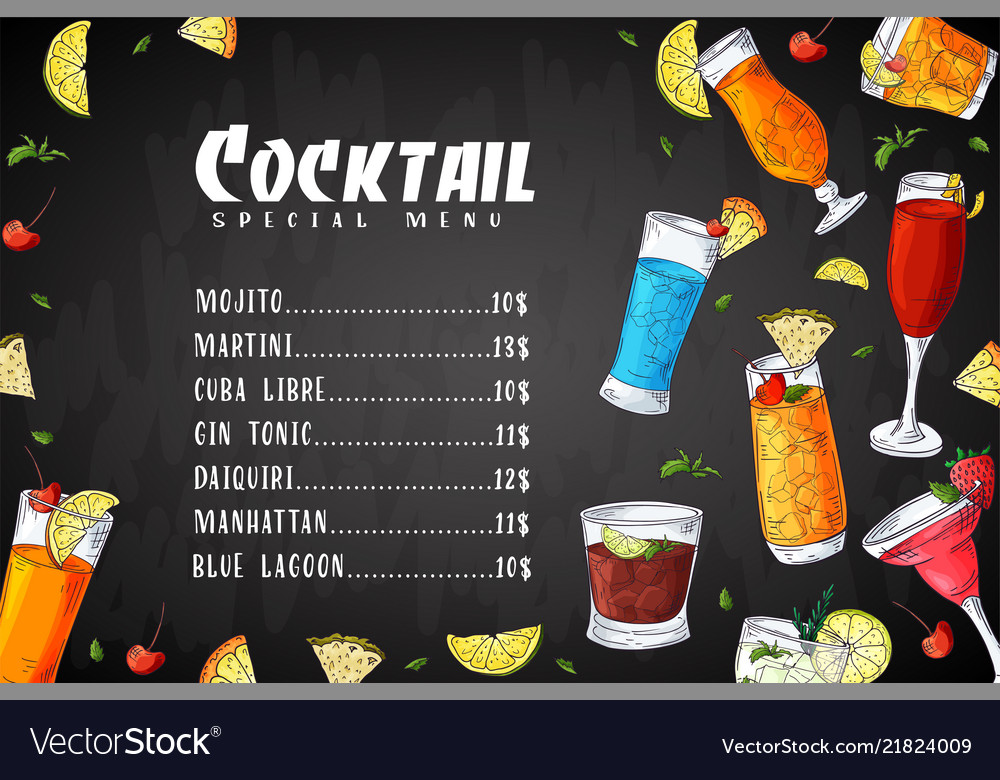 COCKTAIL
SPECIAL MENU
MOJITO.........................10$
MARTINI........................13$
CUBA LIBRE....................10$
GIN TONIC......................11$
DAIQUIRI........................12$
MANHATTAN....................11$
BLUE LAGOON..................10$
VectorStock®
VectorStock.com/21824009